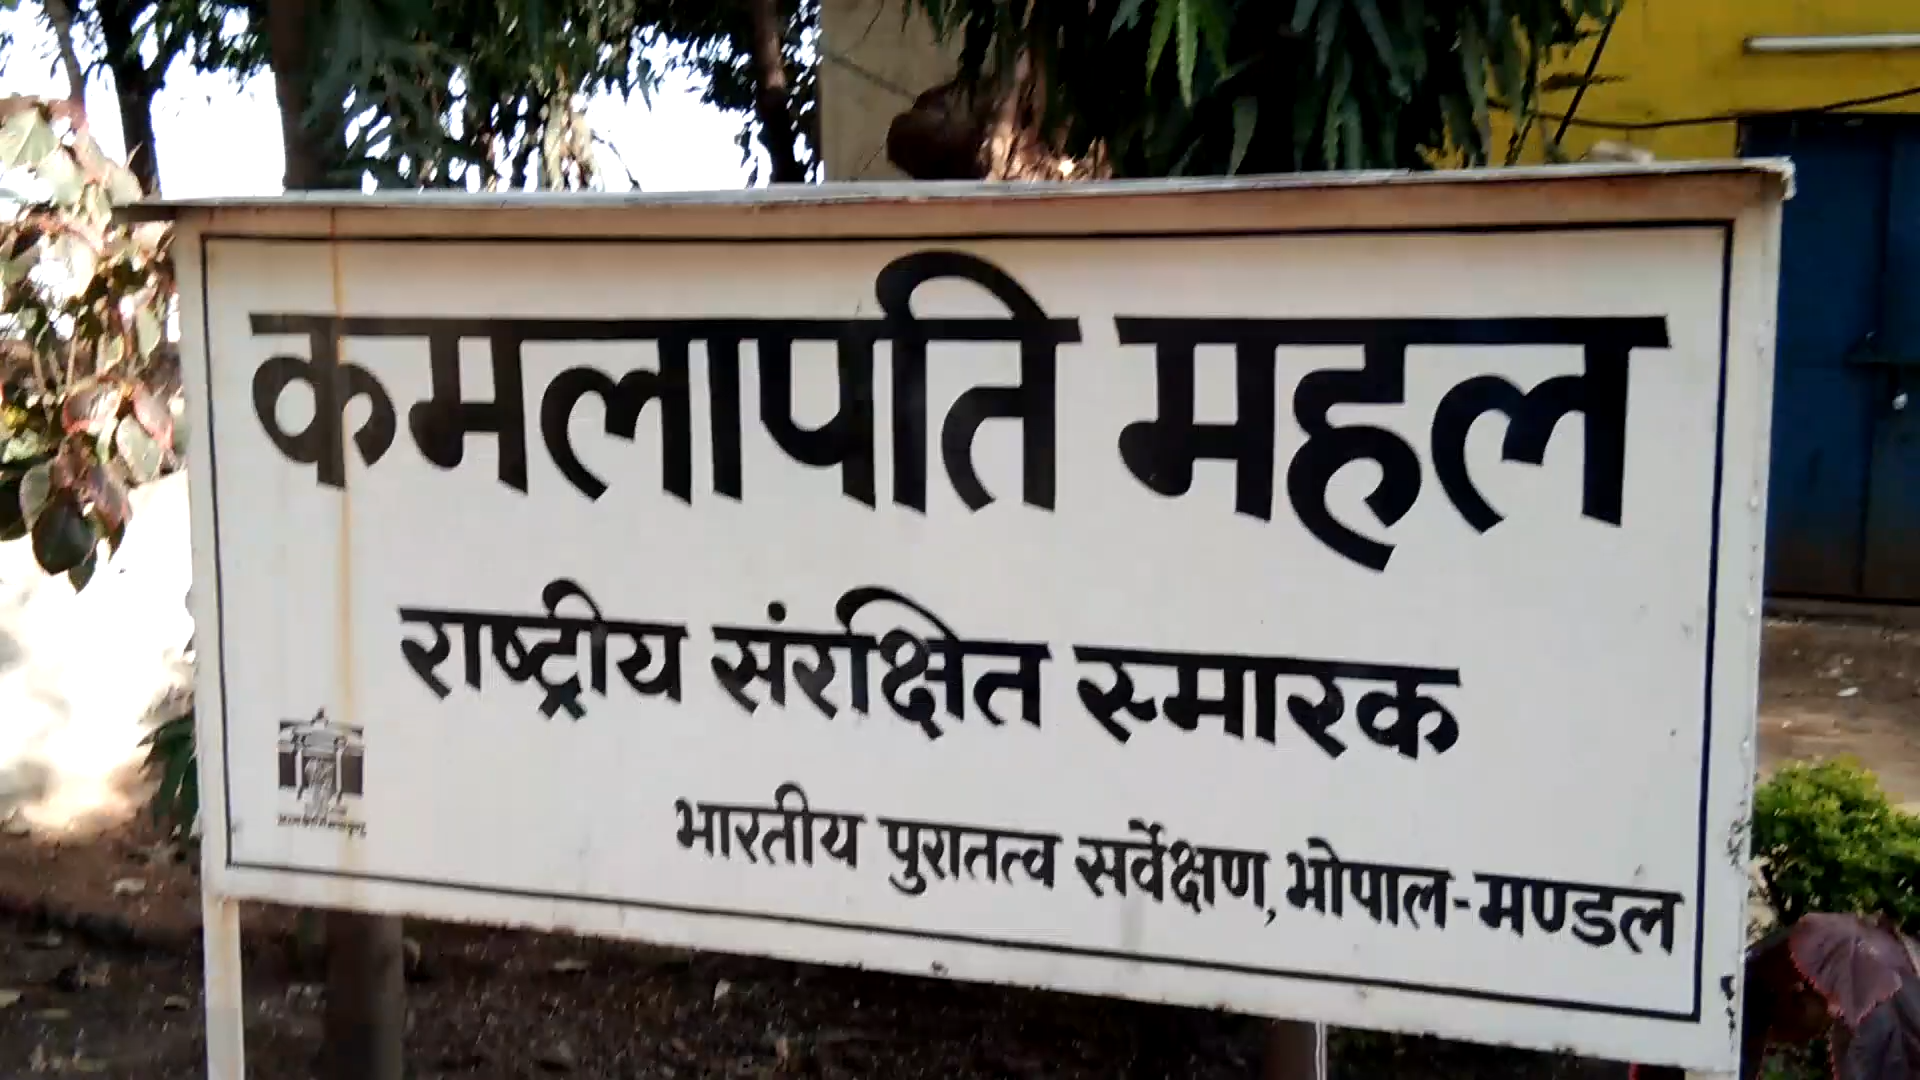 कमलापति महल
राष्ट्रीय संरक्षित स्मारक
भारतीय पुरातत्व सर्वेक्षण, भोपाल-मण्डल